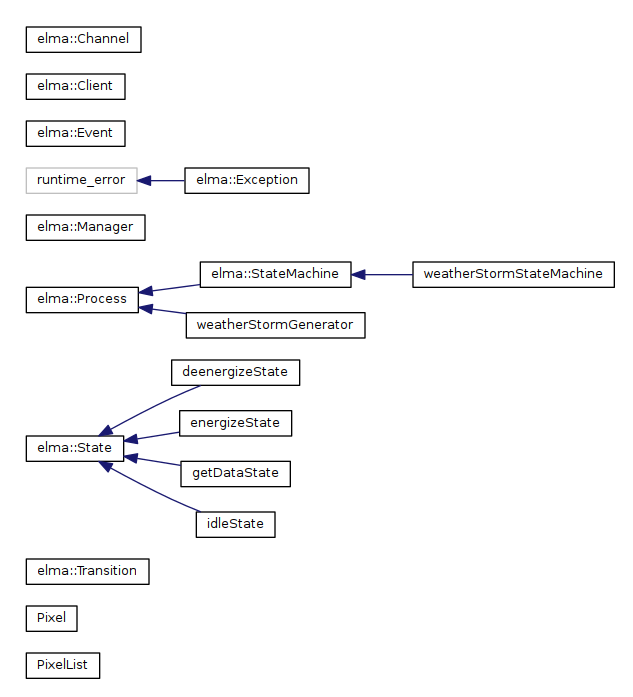 elma::Channel
elma::Client
elma::Event
runtime_error
elma::Exception
elma::Manager
elma::Process
elma::StateMachine
weatherStormStateMachine
weatherStormGenerator
elma::State
deenergizeState
energizeState
getDataState
idleState
elma::Transition
Pixel
PixelList